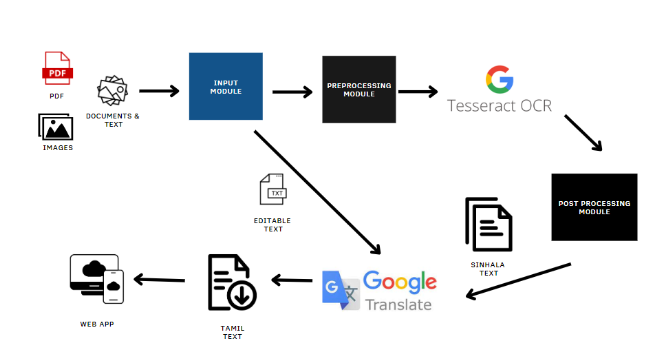 PDF
PDF
DOCUMENTS &
TEXT
IMAGES
INPUT
MODULE
PREPROCESSING
MODULE
G
Tesseract OCR
POST PROCESSING
MODULE
TXT
EDITABLE
TEXT
SINHALA
TEXT
G 文
Google
Translate
TAMIL
TEXT
WEB APP